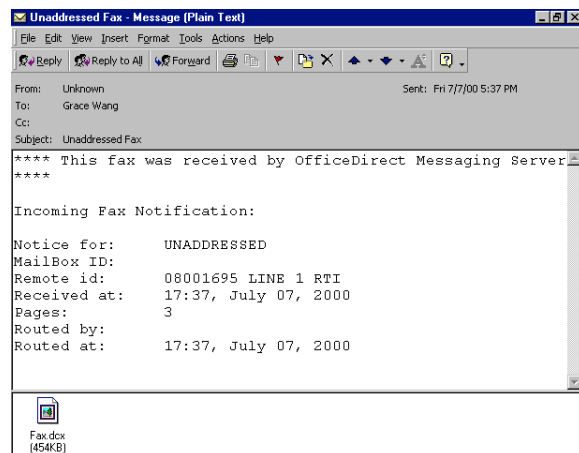 Unaddressed Fax - Message (Plain Text)
File Edit View Insert Format Tools Actions Help
Reply Reply to All Forward
From: Unknown Sent: Fri 7/7/00 5:37 PM
To: Grace Wang
Cc:
Subject: Unaddressed Fax
**** This fax was received by OfficeDirect Messaging Server
****
Incoming Fax Notification:
Notice for: UNADDRESSED
MailBox ID:
Remote id: 08001695 LINE 1 RTI
Received at: 17:37, July 07, 2000
Pages: 3
Routed by:
Routed at: 17:37, July 07, 2000
Fax.dcx
(454KB)